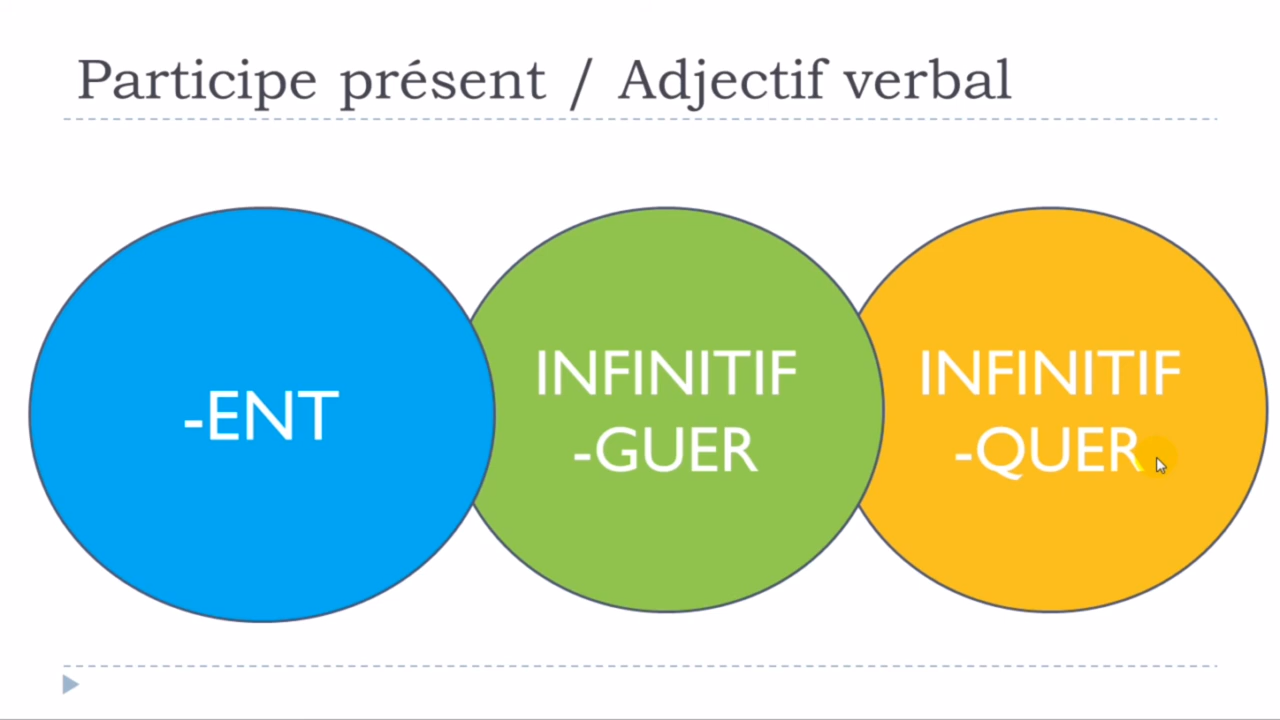 Participe présent / Adjectif verbal
-ENT
INFINITIF
-GUER
INFINITIF
-QUER